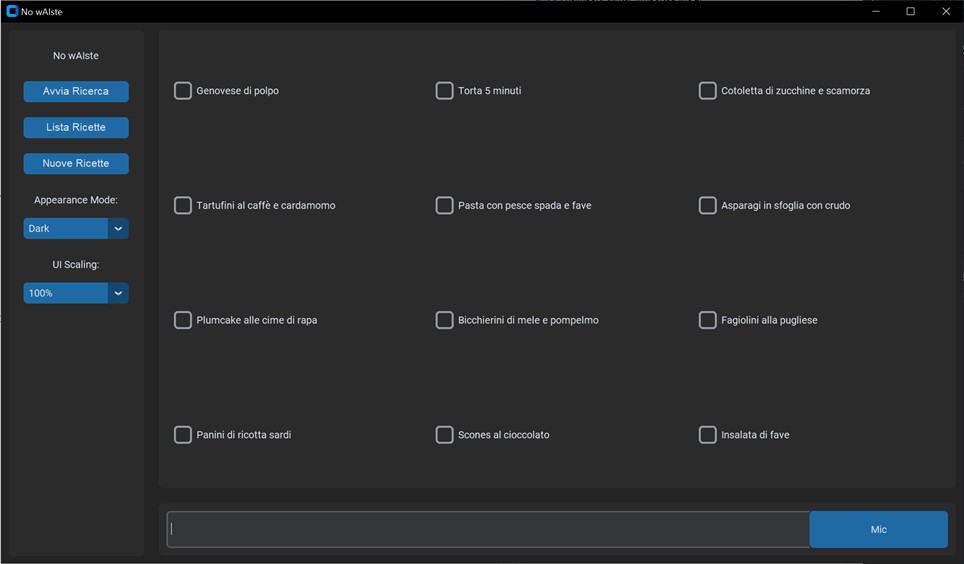 No wAIste
No wAIste
Avvia Ricerca
Lista Ricette
Nuove Ricette
Appearance Mode:
Dark
UI Scaling:
100%
Genovese di polpo
Torta 5 minuti
Cotoletta di zucchine e scamorza
Tartufini al caffè e cardamomo
Pasta con pesce spada e fave
Asparagi in sfoglia con crudo
Plumcake alle cime di rapa
Bicchierini di mele e pompelmo
Fagiolini alla pugliese
Panini di ricotta sardi
Scones al cioccolato
Insalata di fave
Mic